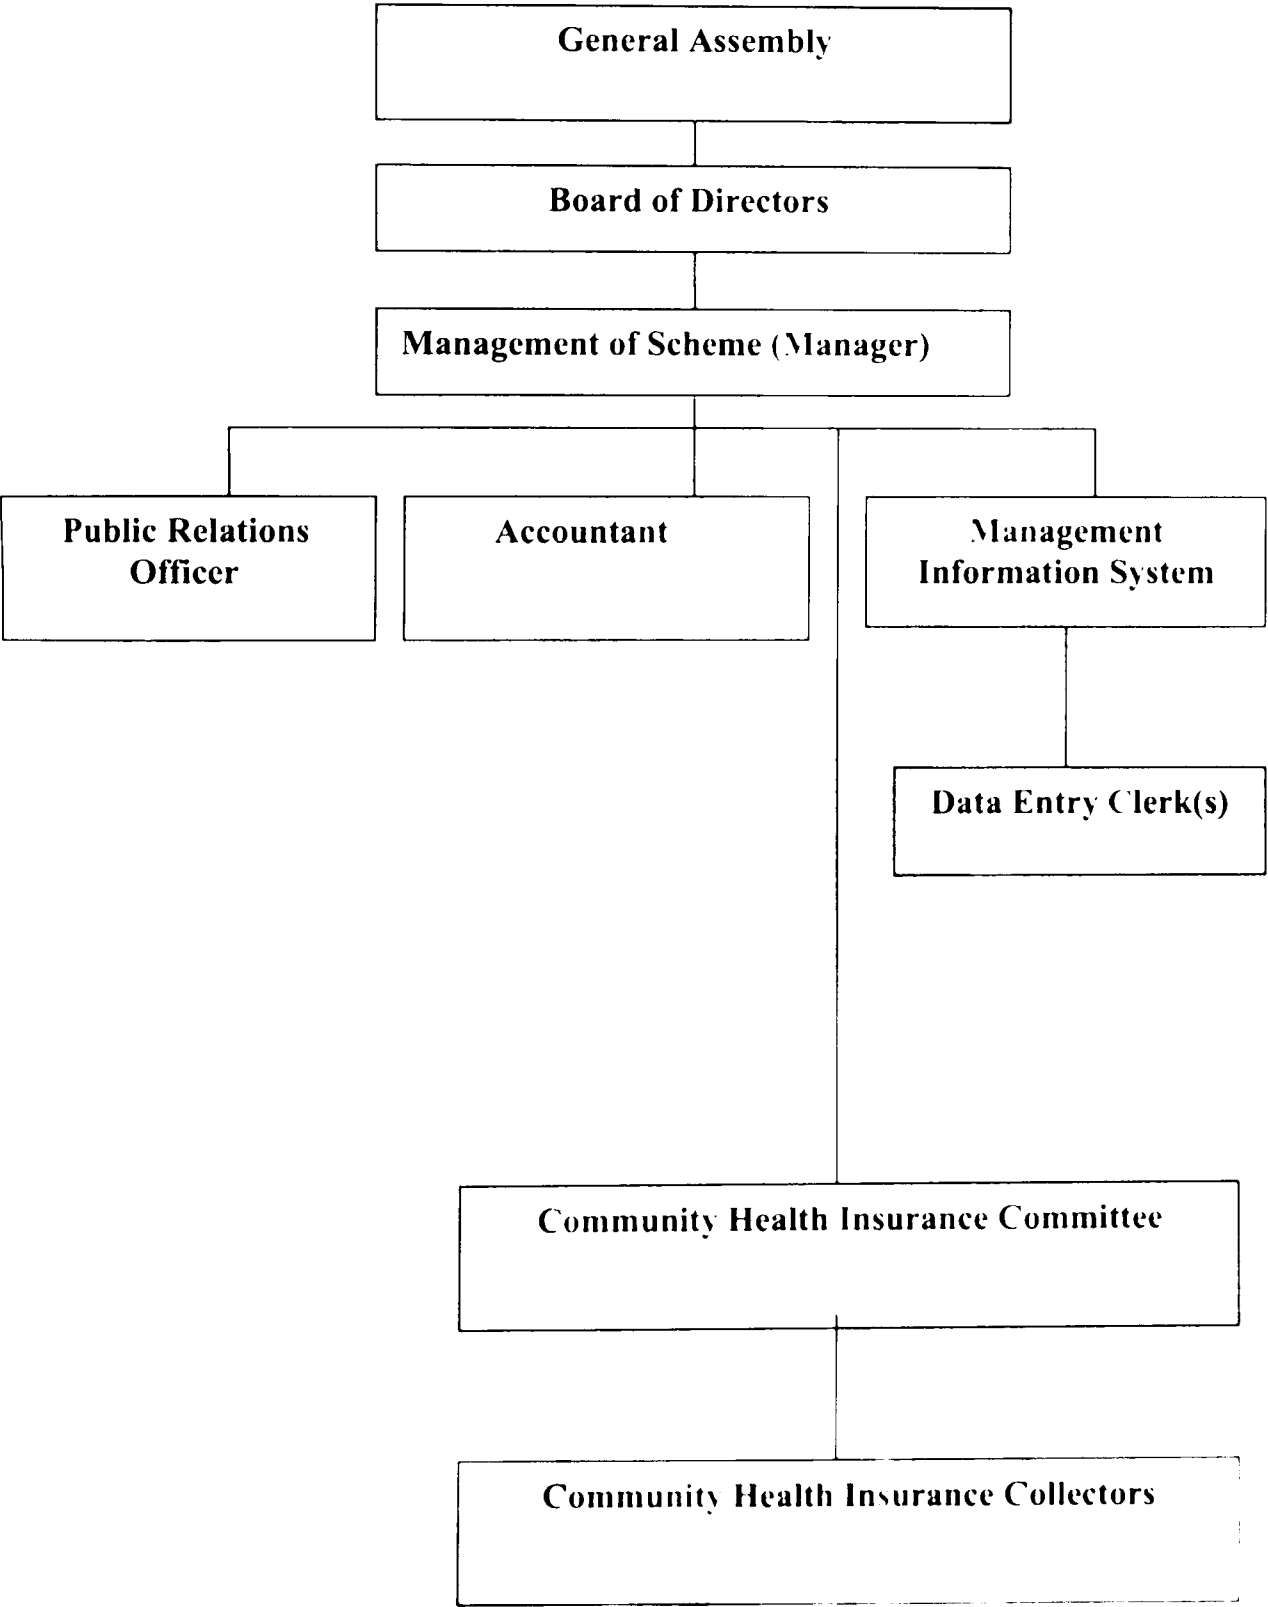 General Assembly
Board of Directors
Management of Scheme (Manager)
Public Relations
Officer
Accountant
Management
Information System
Data Entry Clerk(s)
Community Health Insurance Committee
Community Health Insurance Collectors